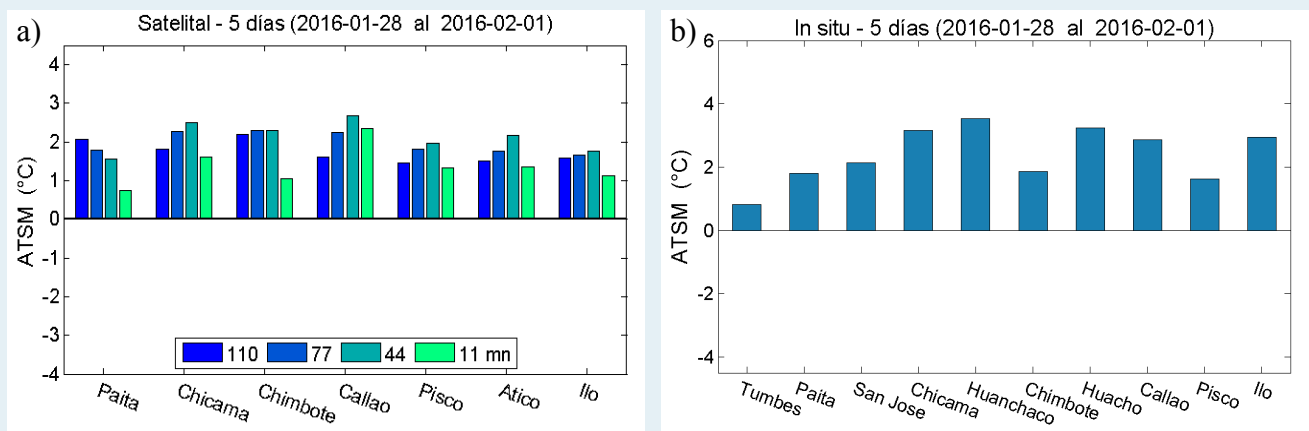 a)
Satelital - 5 días (2016-01-28 al 2016-02-01)
ATSM (°C)
4
3
2
1
0
-1
-2
-3
-4
110 77 44 11 mn
Paita Chicama Chimbote Callao Pisco Atico Ilo
b)
In situ - 5 días (2016-01-28 al 2016-02-01)
ATSM (°C)
6
4
2
0
-2
-4
Tumbes Paita San Jose Chicama Huanchaco Chimbote Huacho Callao Pisco Ilo